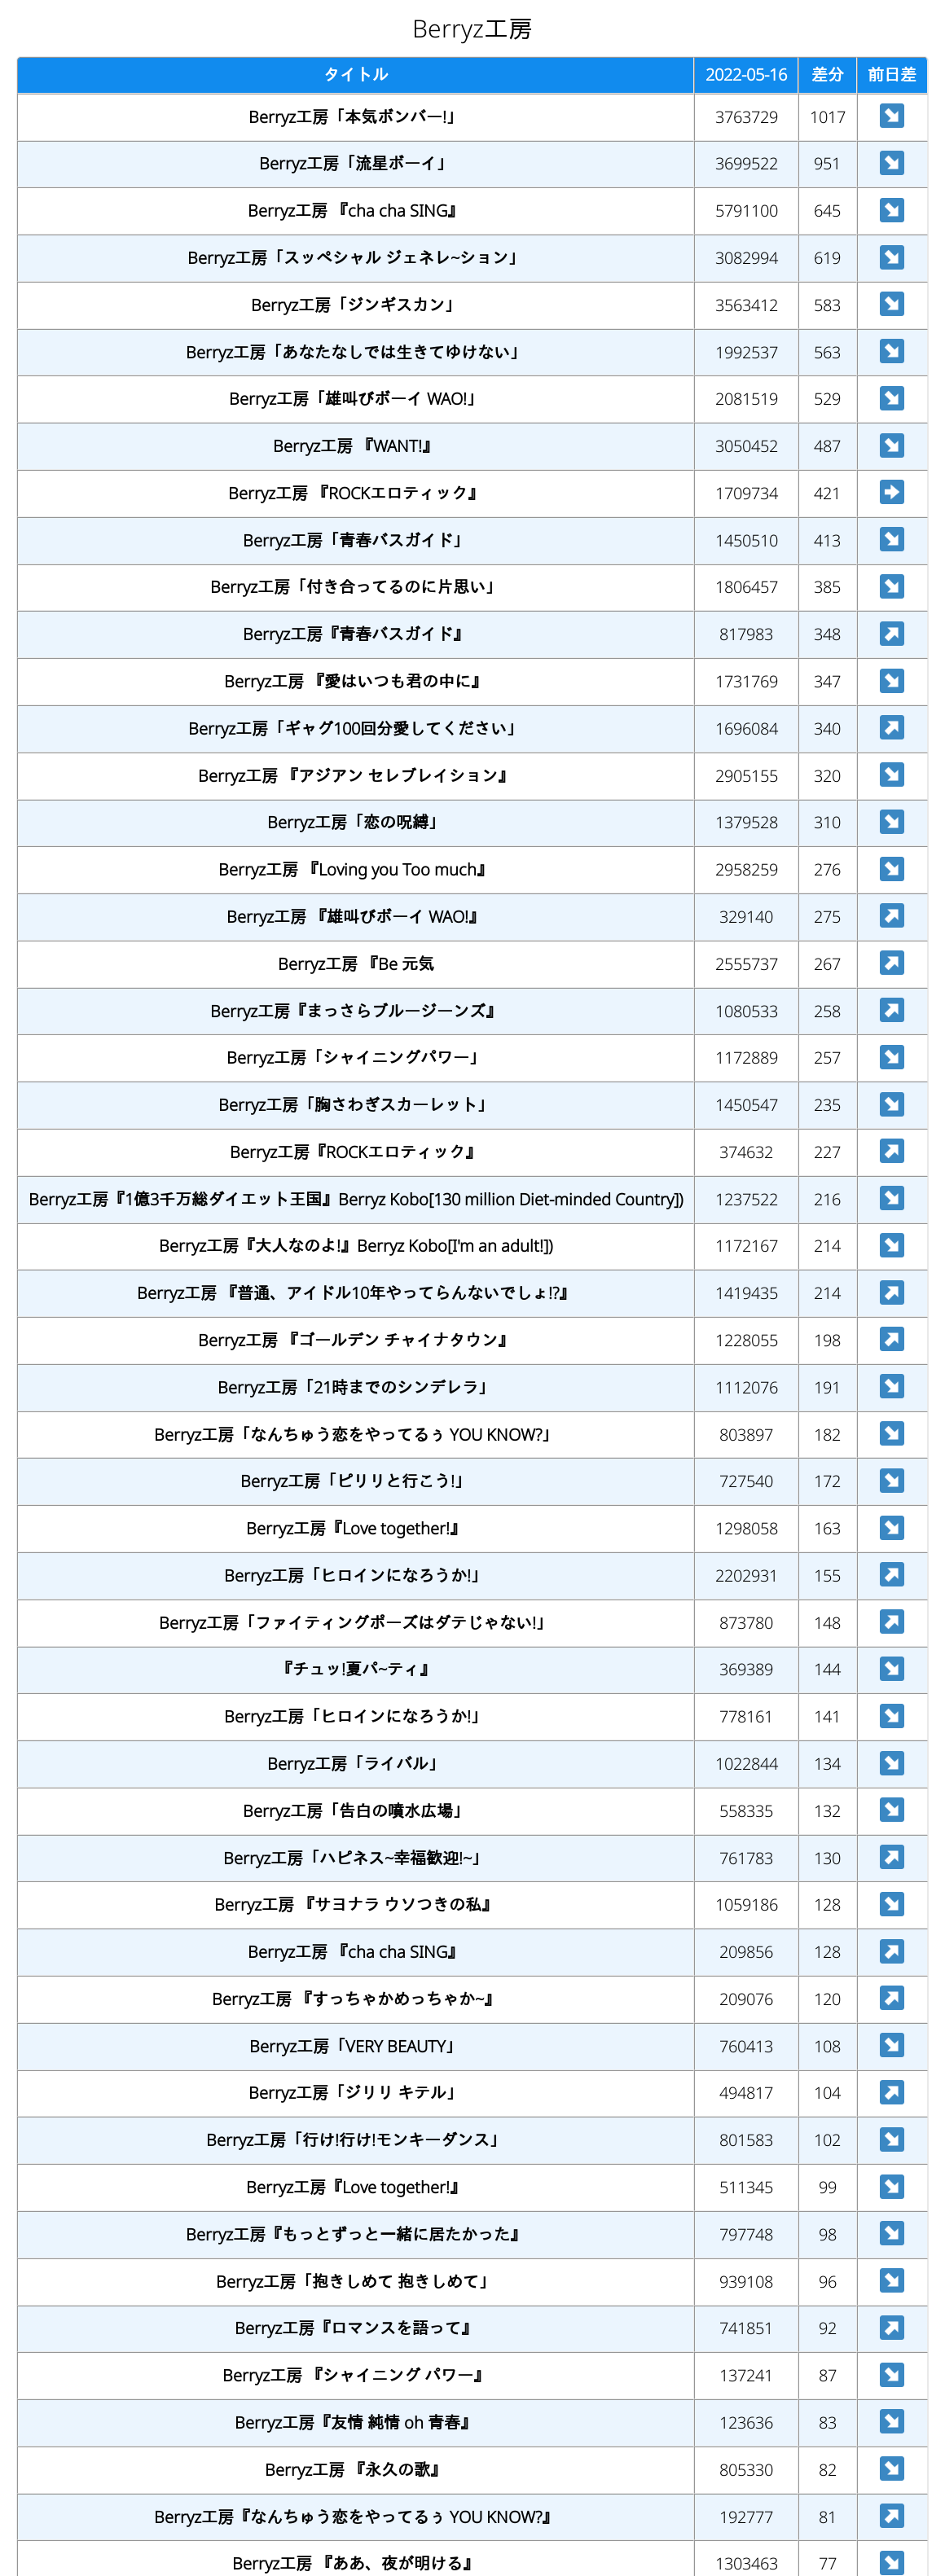 Berryz工房
タイトル 2022-05-16 差分 前日差
Berryz工房「本気ボンバー!」 3763729 1017 ↘
Berryz工房「流星ボーイ」 3699522 951 ↘
Berryz工房 『cha cha SING』 5791100 645 ↘
Berryz工房「スッペシャル ジェネレ~ション」 3082994 619 ↘
Berryz工房「ジンギスカン」 3563412 583 ↘
Berryz工房「あなたなしでは生きてゆけない」 1992537 563 ↘
Berryz工房「雄叫びボーイ WAO!」 2081519 529 ↘
Berryz工房 『WANT!』 3050452 487 ↘
Berryz工房 『ROCKエロティック』 1709734 421 ➡
Berryz工房「青春バスガイド」 1450510 413 ↘
Berryz工房「付き合ってるのに片思い」 1806457 385 ↘
Berryz工房『青春バスガイド』 817983 348 ↗
Berryz工房 『愛はいつも君の中に』 1731769 347 ↘
Berryz工房「ギャグ100回分愛してください」 1696084 340 ↗
Berryz工房 『アジアン セレブレイション』 2905155 320 ↘
Berryz工房「恋の呪縛」 1379528 310 ↘
Berryz工房 『Loving you Too much』 2958259 276 ↘
Berryz工房 『雄叫びボーイ WAO!』 329140 275 ↗
Berryz工房 『Be 元気 2555737 267 ↗
Berryz工房『まっさらブルージーンズ』 1080533 258 ↗
Berryz工房「シャイニングパワー」 1172889 257 ↘
Berryz工房「胸さわぎスカーレット」 1450547 235 ↘
Berryz工房『ROCKエロティック』 374632 227 ↗
Berryz工房『1億3千万総ダイエット王国』Berryz Kobo[130 million Diet-minded Country]) 1237522 216 ↘
Berryz工房『大人なのよ!』Berryz Kobo[I'm an adult!]) 1172167 214 ↘
Berryz工房 『普通、アイドル10年やってらんないでしょ!?』 1419435 214 ↗
Berryz工房 『ゴールデン チャイナタウン』 1228055 198 ↗
Berryz工房「21時までのシンデレラ」 1112076 191 ↘
Berryz工房「なんちゅう恋をやってるぅ YOU KNOW?」 803897 182 ↘
Berryz工房「ピリリと行こう!」 727540 172 ↘
Berryz工房『Love together!』 1298058 163 ↘
Berryz工房「ヒロインになろうか!」 2202931 155 ↗
Berryz工房「ファイティングポーズはダテじゃない!」 873780 148 ↗
『チュッ!夏パ~ティ』 369389 144 ↘
Berryz工房「ヒロインになろうか!」 778161 141 ↘
Berryz工房「ライバル」 1022844 134 ↘
Berryz工房「告白の噴水広場」 558335 132 ↘
Berryz工房「ハピネス~幸福歓迎!~」 761783 130 ↗
Berryz工房 『サヨナラ ウソつきの私』 1059186 128 ↘
Berryz工房 『cha cha SING』 209856 128 ↗
Berryz工房 『すっちゃかめっちゃか~』 209076 120 ↗
Berryz工房「VERY BEAUTY」 760413 108 ↘
Berryz工房「ジリリ キテル」 494817 104 ↗
Berryz工房「行け!行け!モンキーダンス」 801583 102 ↘
Berryz工房『Love together!』 511345 99 ↘
Berryz工房『もっとずっと一緒に居たかった』 797748 98 ↘
Berryz工房「抱きしめて 抱きしめて」 939108 96 ↘
Berryz工房『ロマンスを語って』 741851 92 ↗
Berryz工房 『シャイニング パワー』 137241 87 ↘
Berryz工房『友情 純情 oh 青春』 123636 83 ↘
Berryz工房 『永久の歌』 805330 82 ↘
Berryz工房『なんちゅう恋をやってるぅ YOU KNOW?』 192777 81 ↗
Berryz工房 『ああ、夜が明ける』 1303463 77 ↘